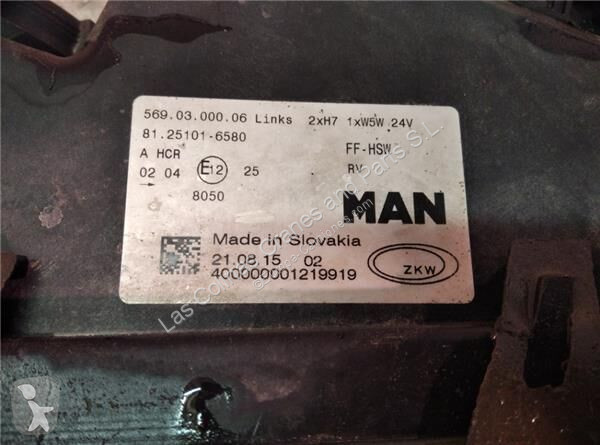 569.03.000.06 Links 2xH7 1xW5W 24V
81.25101-6580 FF-HSW
A HCR RV
02 04 E12 25
8050
MAN
Made in Slovakia
21.08.15 02
400000001219919
ZKW